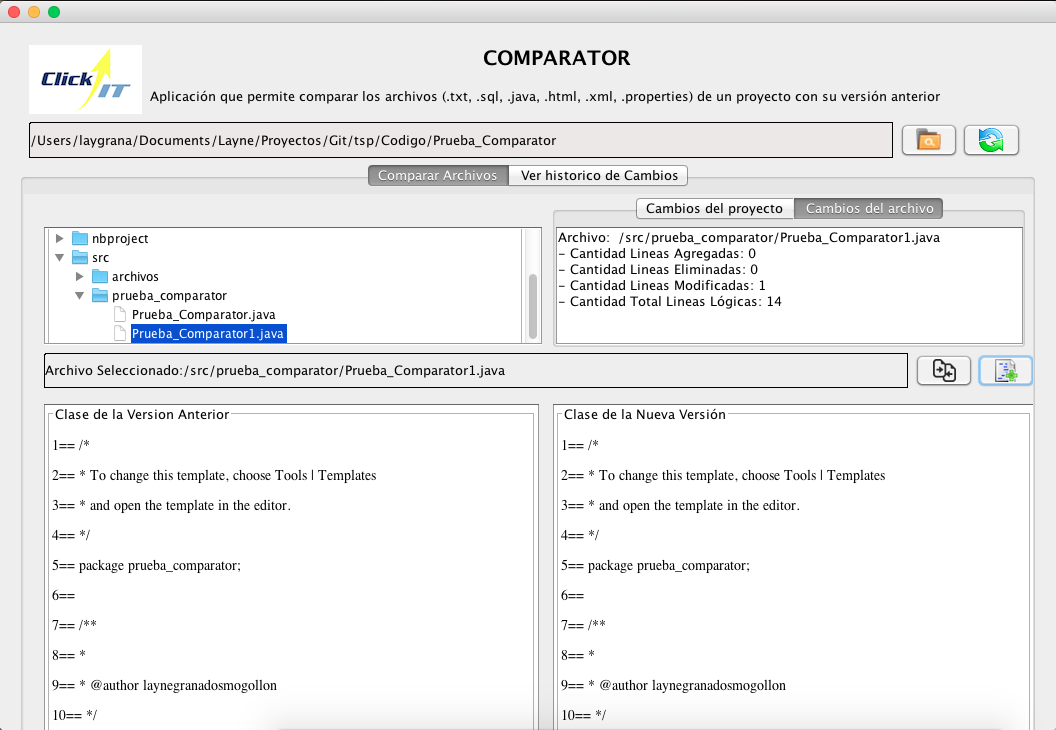 COMPARATOR
Click IT
Aplicación que permite comparar los archivos (.txt, .sql, .java, .html, .xml, .properties) de un proyecto con su versión anterior
/Users/laygrana/Documents/Layne/Proyectos/Git/tsp/Codigo/Prueba_Comparator
Comparar Archivos
Ver historico de Cambios
nbproject
src
archivos
prueba_comparator
Prueba_Comparator.java
Prueba_Comparator1.java
Cambios del proyecto
Cambios del archivo
Archivo: /src/prueba_comparator/Prueba_Comparator1.java
- Cantidad Lineas Agregadas: 0
- Cantidad Lineas Eliminadas: 0
- Cantidad Lineas Modificadas: 1
- Cantidad Total Lineas Lógicas: 14
Archivo Seleccionado:/src/prueba_comparator/Prueba_Comparator1.java
Clase de la Version Anterior
1== /*
2== * To change this template, choose Tools | Templates
3== * and open the template in the editor.
4== */
5== package prueba_comparator;
6==
7== /**
8== *
9== * @author laynegranadosmogollon
10== */
Clase de la Nueva Versión
1== /*
2== * To change this template, choose Tools | Templates
3== * and open the template in the editor.
4== */
5== package prueba_comparator;
6==
7== /**
8== *
9== * @author laynegranadosmogollon
10== */